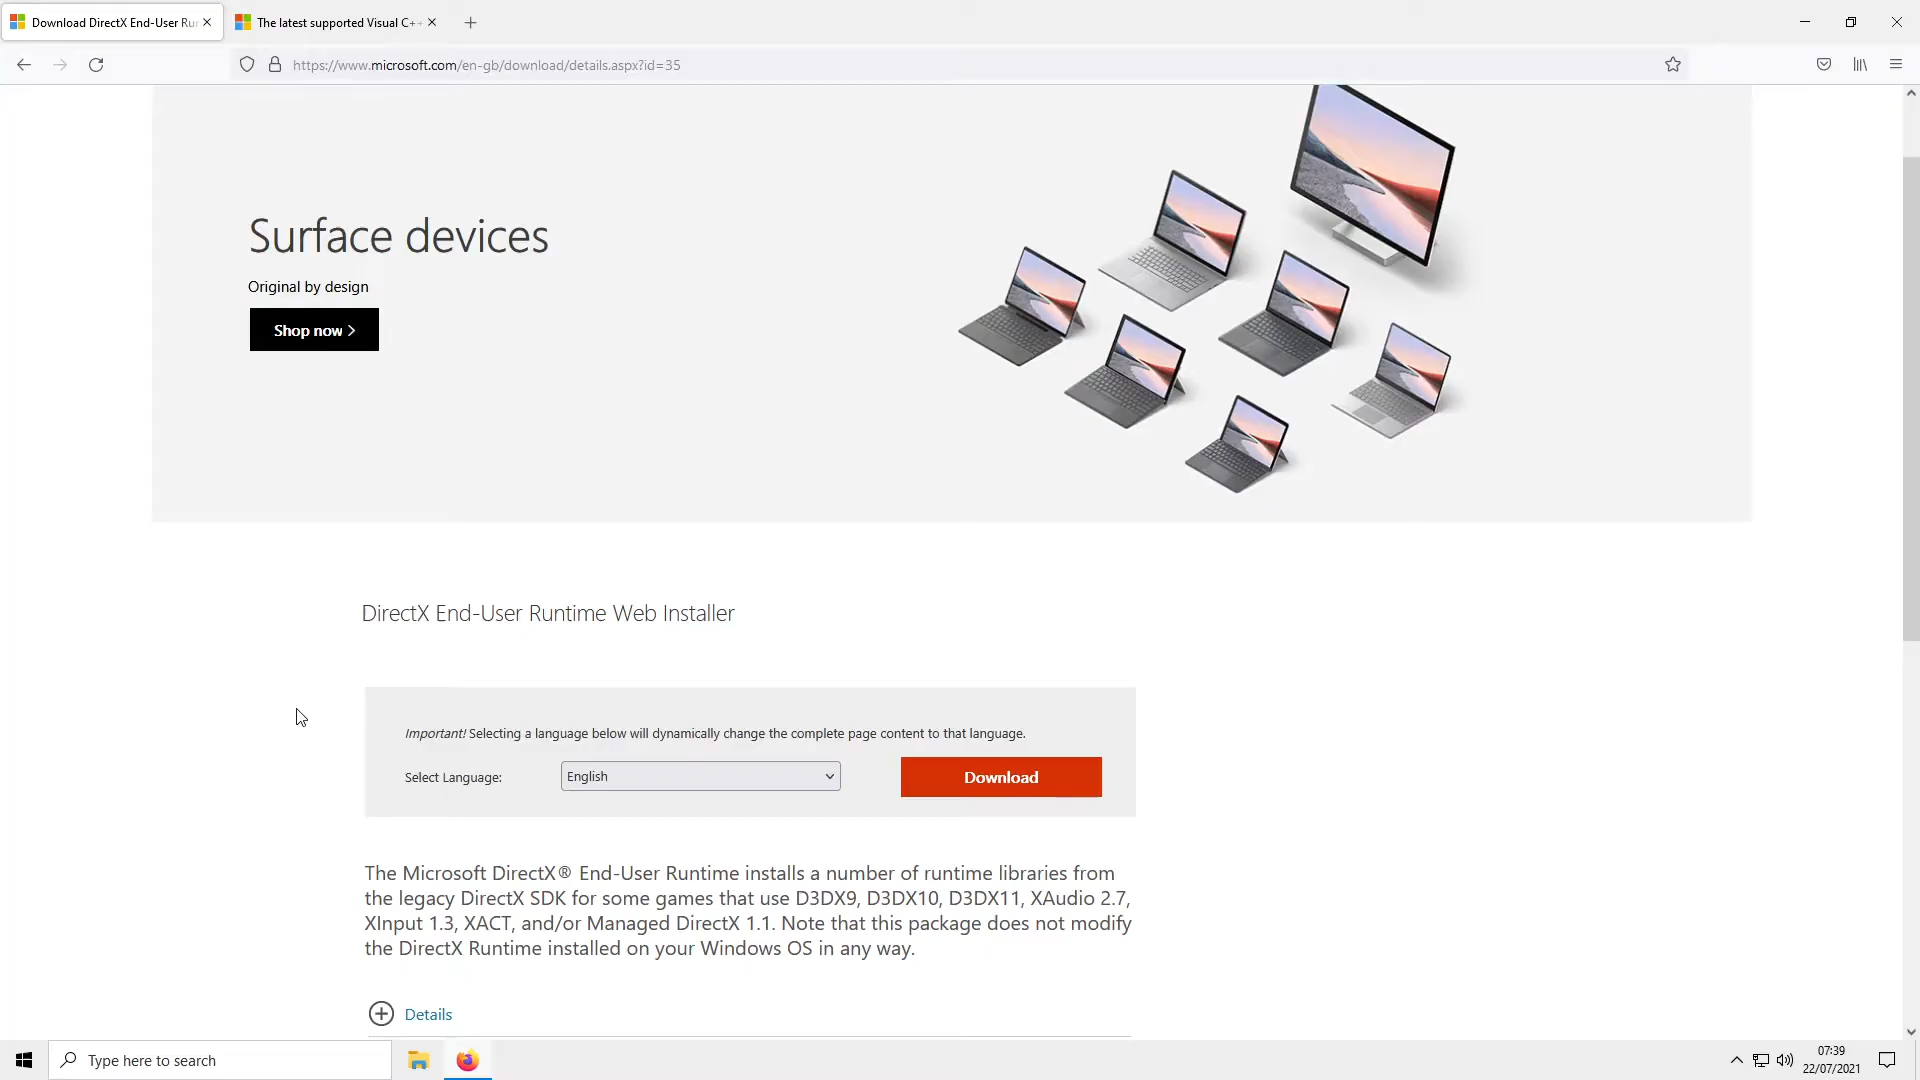 Download DirectX End-User Ru
The latest supported Visual C++
https://www.microsoft.com/en-gb/download/details.aspx?id=35
Surface devices
Original by design
Shop now
DirectX End-User Runtime Web Installer
Important! Selecting a language below will dynamically change the complete page content to that language.
Select Language:
English
Download
The Microsoft DirectX® End-User Runtime installs a number of runtime libraries from
the legacy DirectX SDK for some games that use D3DX9, D3DX10, D3DX11, XAudio 2.7,
XInput 1.3, XACT, and/or Managed DirectX 1.1. Note that this package does not modify
the DirectX Runtime installed on your Windows OS in any way.
Details
Type here to search
07:39
22/07/2021